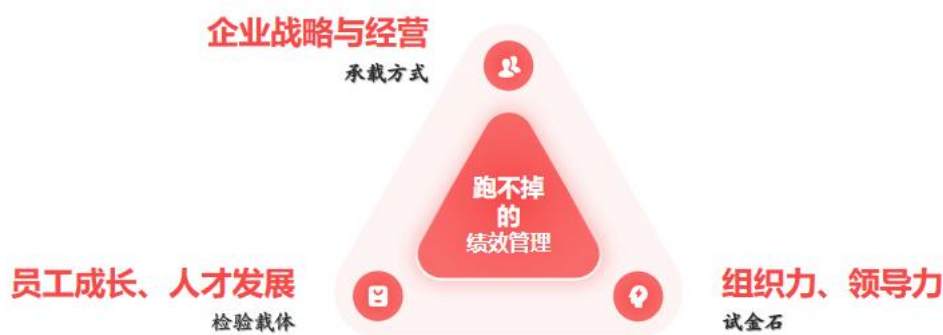 企业战略与经营
承载方式
跑不掉
的
绩效管理
员工成长、人才发展
检验载体
组织力、领导力
试金石